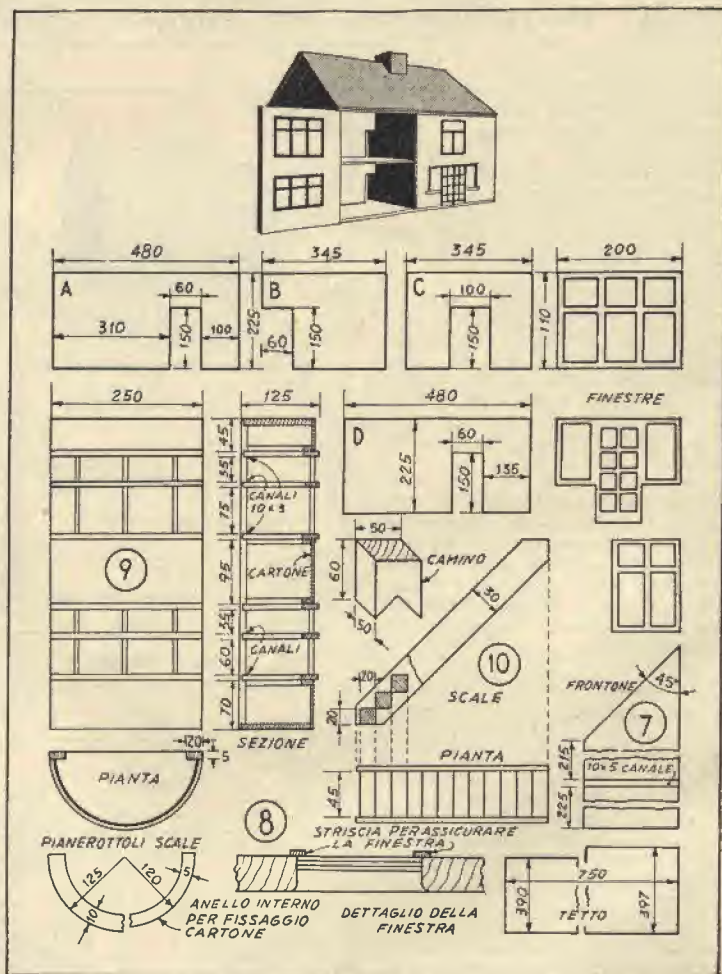 480
345
345
200
A
60
B
C
100
310
150
100
225
60
150
150
110
250
125
480
FINESTRE
45
35
75
95
35
60
70
CANALI
10 x 3
CARTONE
CANALI
9
D
225
60
150
135
50
60
50
CAMINO
30
10
20
20
SCALE
FRONTONE
45°
7
SEZIONE
120
5
PIANTA
PIANTA
45
215
10x5 CANALE
225
8
STRISCIA PER ASSICURARE
LA FINESTRA
PIANEROTTOLI SCALE
125
120
5
10
ANELLO INTERNO
PER FISSAGGIO
CARTONE
DETTAGLIO DELLA
FINESTRA
750
390
TETTO
397